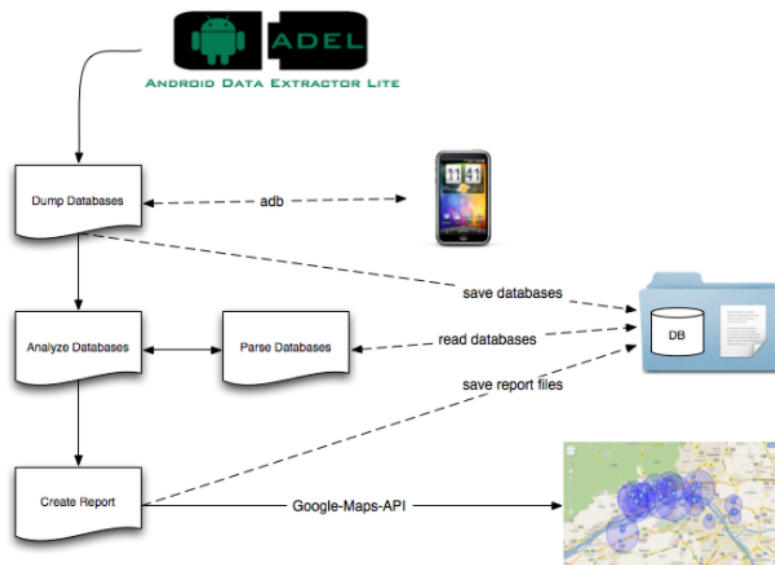 ADEL
ANDROID DATA EXTRACTOR LITE
11 41
Dump Databases
adb
save databases
DB
Analyze Databases
Parse Databases
read databases
save report files
Create Report
Google-Maps-API